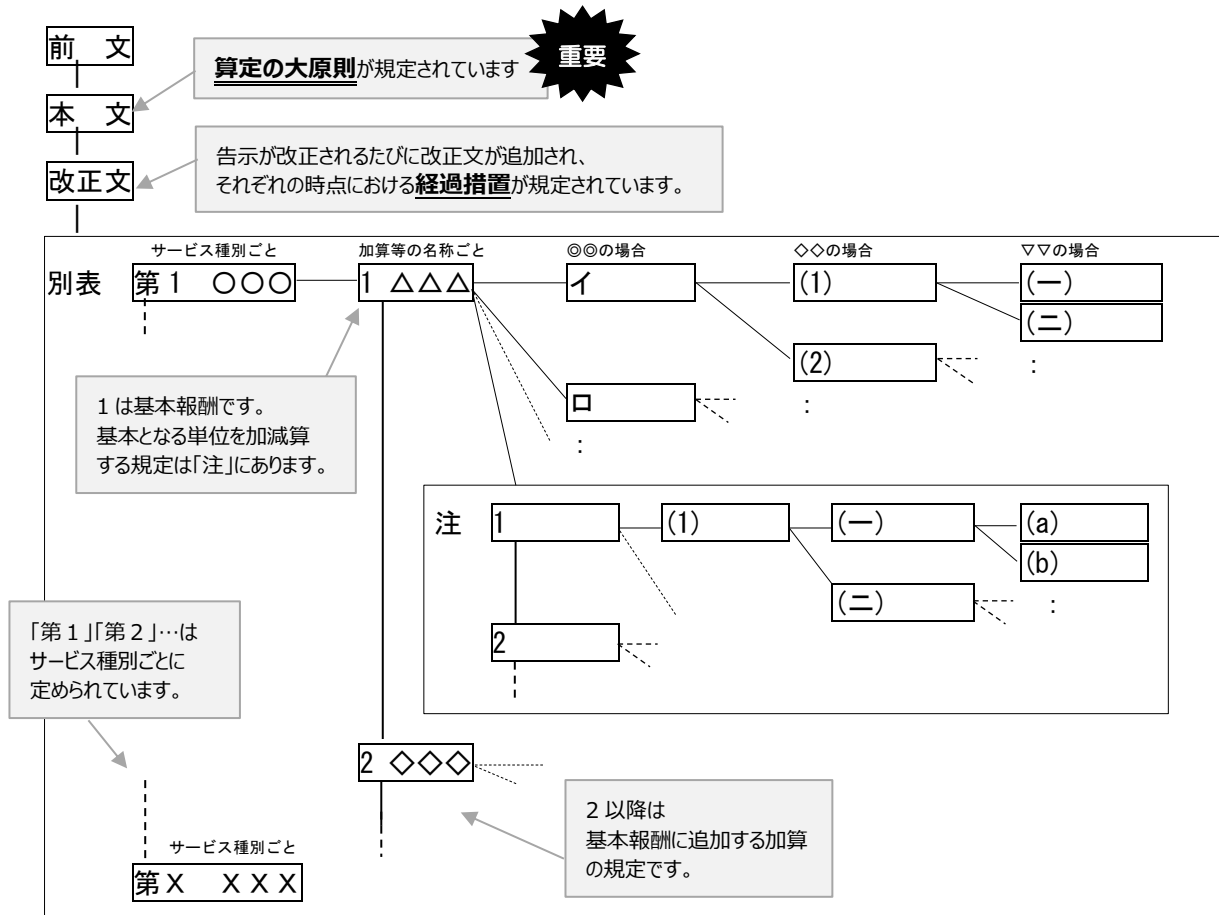 前　文
算定の大原則が規定されています
重要
本　文
告示が改正されるたびに改正文が追加され、
それぞれの時点における経過措置が規定されています。
改正文
サービス種別ごと
加算等の名称ごと
◎◎の場合
◇◇の場合
▽▽の場合
別表
第１　○○○
1 △△△
イ
(1)
(一)
(二)
：
(2)
：
ロ
：
1 は基本報酬です。
基本となる単位を加減算
する規定は「注」にあります。
注
1
(1)
(一)
(a)
(b)
：
(二)
2
「第１」「第２」…は
サービス種別ごとに
定められています。
2 ◇◇◇
2 以降は
基本報酬に追加する加算
の規定です。
サービス種別ごと
第Ｘ　ＸＸＸ